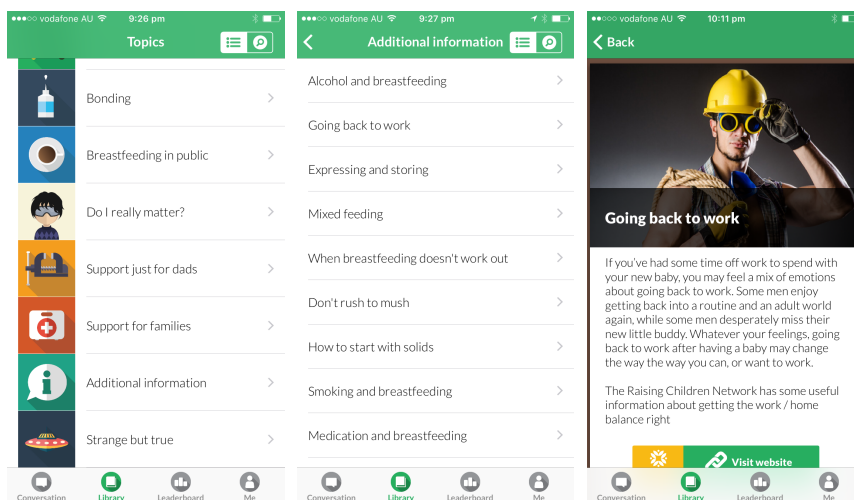 vodafone AU 9:26 pm
Topics
Bonding
Breastfeeding in public
Do I really matter?
Support just for dads
Support for families
Additional information
Strange but true
Conversation Library Leaderboard Me
vodafone AU 9:27 pm
Additional information
Alcohol and breastfeeding
Going back to work
Expressing and storing
Mixed feeding
When breastfeeding doesn't work out
Don't rush to mush
How to start with solids
Smoking and breastfeeding
Medication and breastfeeding
Conversation Library Leaderboard Me
vodafone AU 10:11 pm
Back
Going back to work
If you've had some time off work to spend with
your new baby, you may feel a mix of emotions
about going back to work. Some men enjoy
getting back into a routine and an adult world
again, while some men desperately miss their
new little buddy. Whatever your feelings, going
back to work after having a baby may change
the way the way you can, or want to work.
The Raising Children Network has some useful
information about getting the work / home
balance right
Visit website
Conversation Library Leaderboard Me